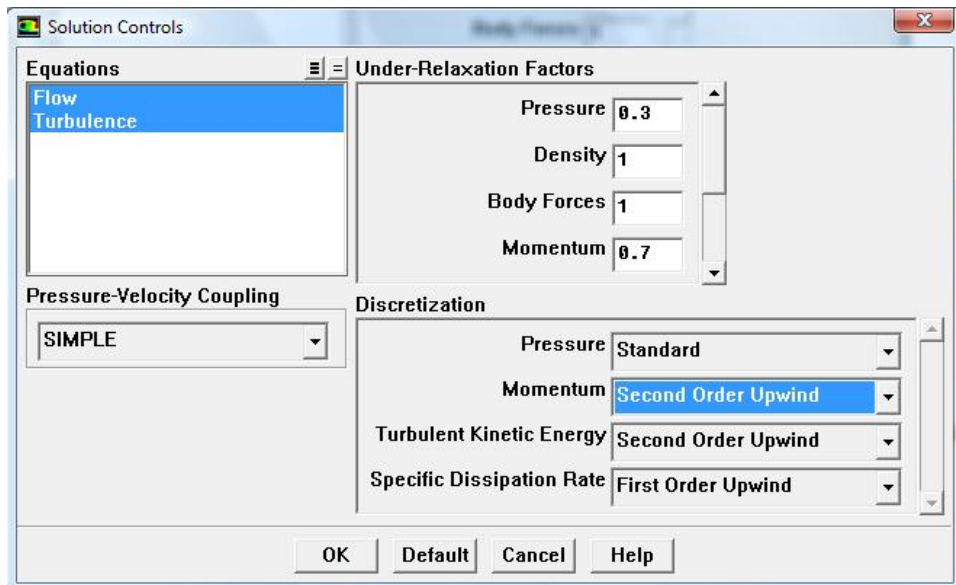 Solution Controls
Equations
Flow
Turbulence
Pressure-Velocity Coupling
SIMPLE
Under-Relaxation Factors
Pressure 0.3
Density 1
Body Forces 1
Momentum 0.7
Discretization
Pressure Standard
Momentum Second Order Upwind
Turbulent Kinetic Energy Second Order Upwind
Specific Dissipation Rate First Order Upwind
OK Default Cancel Help